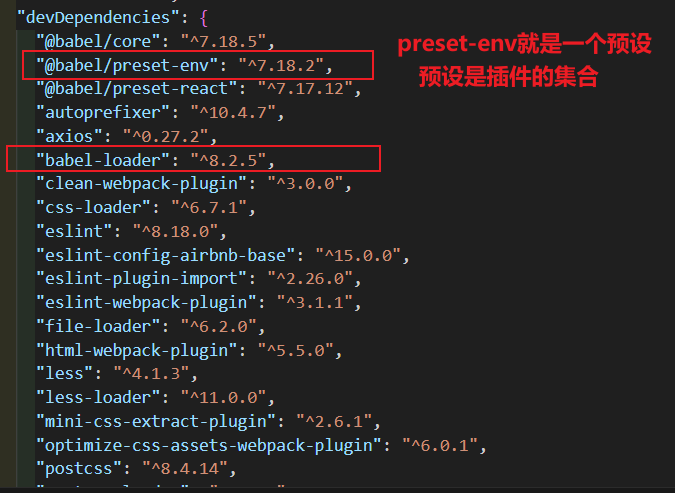 "devDependencies": {
"@babel/core": "^7.18.5",
"@babel/preset-env": "^7.18.2",
preset-env就是一个预设
"@babel/preset-react": "^7.17.12",
预设是插件的集合
"autoprefixer": "^10.4.7",
"axios": "^0.27.2",
"babel-loader": "^8.2.5",
"clean-webpack-plugin": "^3.0.0",
"css-loader": "^6.7.1",
"eslint": "^8.18.0",
"eslint-config-airbnb-base": "^15.0.0",
"eslint-plugin-import": "^2.26.0",
"eslint-webpack-plugin": "^3.1.1",
"file-loader": "^6.2.0",
"html-webpack-plugin": "^5.5.0",
"less": "^4.1.3",
"less-loader": "^11.0.0",
"mini-css-extract-plugin": "^2.6.1",
"optimize-css-assets-webpack-plugin": "^6.0.1",
"postcss": "^8.4.14",